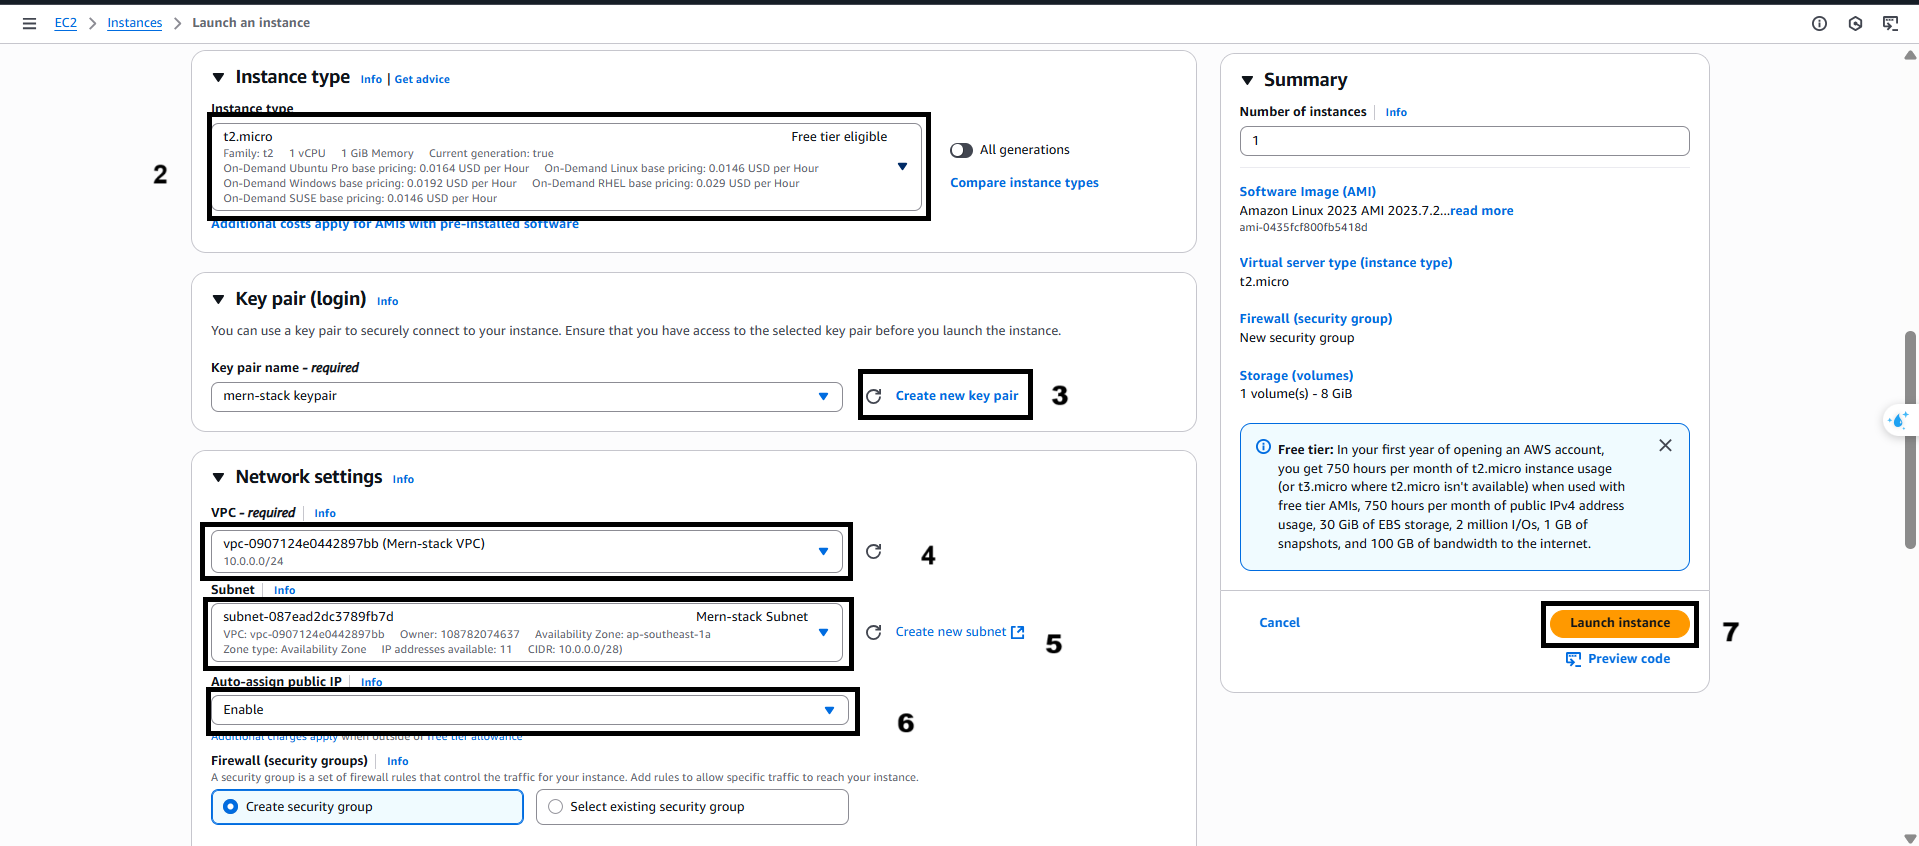 EC2 > Instances > Launch an instance
Instance type Info | Get advice
Instance type
t2.micro Free tier eligible
Family: t2 1 vCPU 1 GiB Memory Current generation: true
On-Demand Ubuntu Pro base pricing: 0.0164 USD per Hour On-Demand Linux base pricing: 0.0146 USD per Hour
On-Demand Windows base pricing: 0.0192 USD per Hour On-Demand RHEL base pricing: 0.029 USD per Hour
On-Demand SUSE base pricing: 0.0146 USD per Hour
2
All generations
Compare instance types
Additional costs apply for AMIs with pre-installed software
Key pair (login) Info
You can use a key pair to securely connect to your instance. Ensure that you have access to the selected key pair before you launch the instance.
Key pair name - required
mern-stack keypair
Create new key pair
3
Network settings Info
VPC - required Info
vpc-0907124e0442897bb (Mern-stack VPC)
10.0.0.0/24
4
Subnet Info
subnet-087ead2dc3789fb7d Mern-stack Subnet
VPC: vpc-0907124e0442897bb Owner: 108782074637 Availability Zone: ap-southeast-1a
Zone type: Availability Zone IP addresses available: 11 CIDR: 10.0.0.0/28)
Create new subnet
5
Auto-assign public IP Info
Enable
6
Additional charges apply when outside of free tier allowance
Firewall (security groups) Info
A security group is a set of firewall rules that control the traffic for your instance. Add rules to allow specific traffic to reach your instance.
Create security group
Select existing security group
Summary
Number of instances Info
1
Software Image (AMI)
Amazon Linux 2023 AMI 2023.7.2...read more
ami-0435fcf800fb5418d
Virtual server type (instance type)
t2.micro
Firewall (security group)
New security group
Storage (volumes)
1 volume(s) - 8 GiB
Free tier: In your first year of opening an AWS account,
you get 750 hours per month of t2.micro instance usage
(or t3.micro where t2.micro isn't available) when used with
free tier AMIs, 750 hours per month of public IPv4 address
usage, 30 GiB of EBS storage, 2 million I/Os, 1 GB of
snapshots, and 100 GB of bandwidth to the internet.
Cancel
Launch instance
7
Preview code